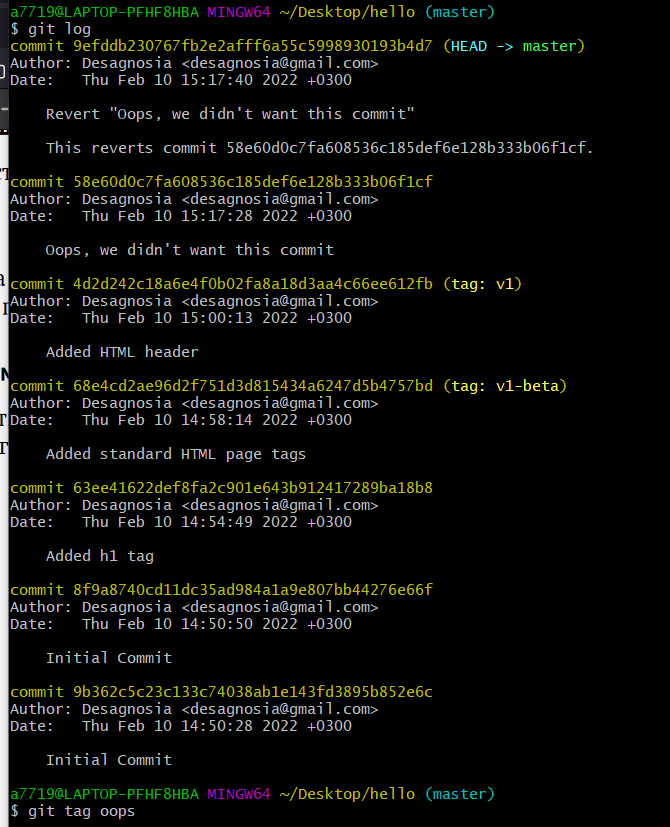 a7719@LAPTOP-PFHF8HBA MINGW64 ~/Desktop/hello (master)
$ git log
commit 9efddb230767fb2e2afff6a55c5998930193b4d7 (HEAD -> master)
Author: Desagnosia <desagnosia@gmail.com>
Date:   Thu Feb 10 15:17:40 2022 +0300
Revert "Oops, we didn't want this commit"
This reverts commit 58e60d0c7fa608536c185def6e128b333b06f1cf.
commit 58e60d0c7fa608536c185def6e128b333b06f1cf
Author: Desagnosia <desagnosia@gmail.com>
Date:   Thu Feb 10 15:17:28 2022 +0300
Oops, we didn't want this commit
commit 4d2d242c18a6e4f0b02fa8a18d3aa4c66ee612fb (tag: v1)
Author: Desagnosia <desagnosia@gmail.com>
Date:   Thu Feb 10 15:00:13 2022 +0300
Added HTML header
commit 68e4cd2ae96d2f751d3d815434a6247d5b4757bd (tag: v1-beta)
Author: Desagnosia <desagnosia@gmail.com>
Date:   Thu Feb 10 14:58:14 2022 +0300
Added standard HTML page tags
commit 63ee41622def8fa2c901e643b912417289ba18b8
Author: Desagnosia <desagnosia@gmail.com>
Date:   Thu Feb 10 14:54:49 2022 +0300
Added h1 tag
commit 8f9a8740cd11dc35ad984a1a9e807bb44276e66f
Author: Desagnosia <desagnosia@gmail.com>
Date:   Thu Feb 10 14:50:50 2022 +0300
Initial Commit
commit 9b362c5c23c133c74038ab1e143fd3895b852e6c
Author: Desagnosia <desagnosia@gmail.com>
Date:   Thu Feb 10 14:50:28 2022 +0300
Initial Commit
a7719@LAPTOP-PFHF8HBA MINGW64 ~/Desktop/hello (master)
$ git tag oops